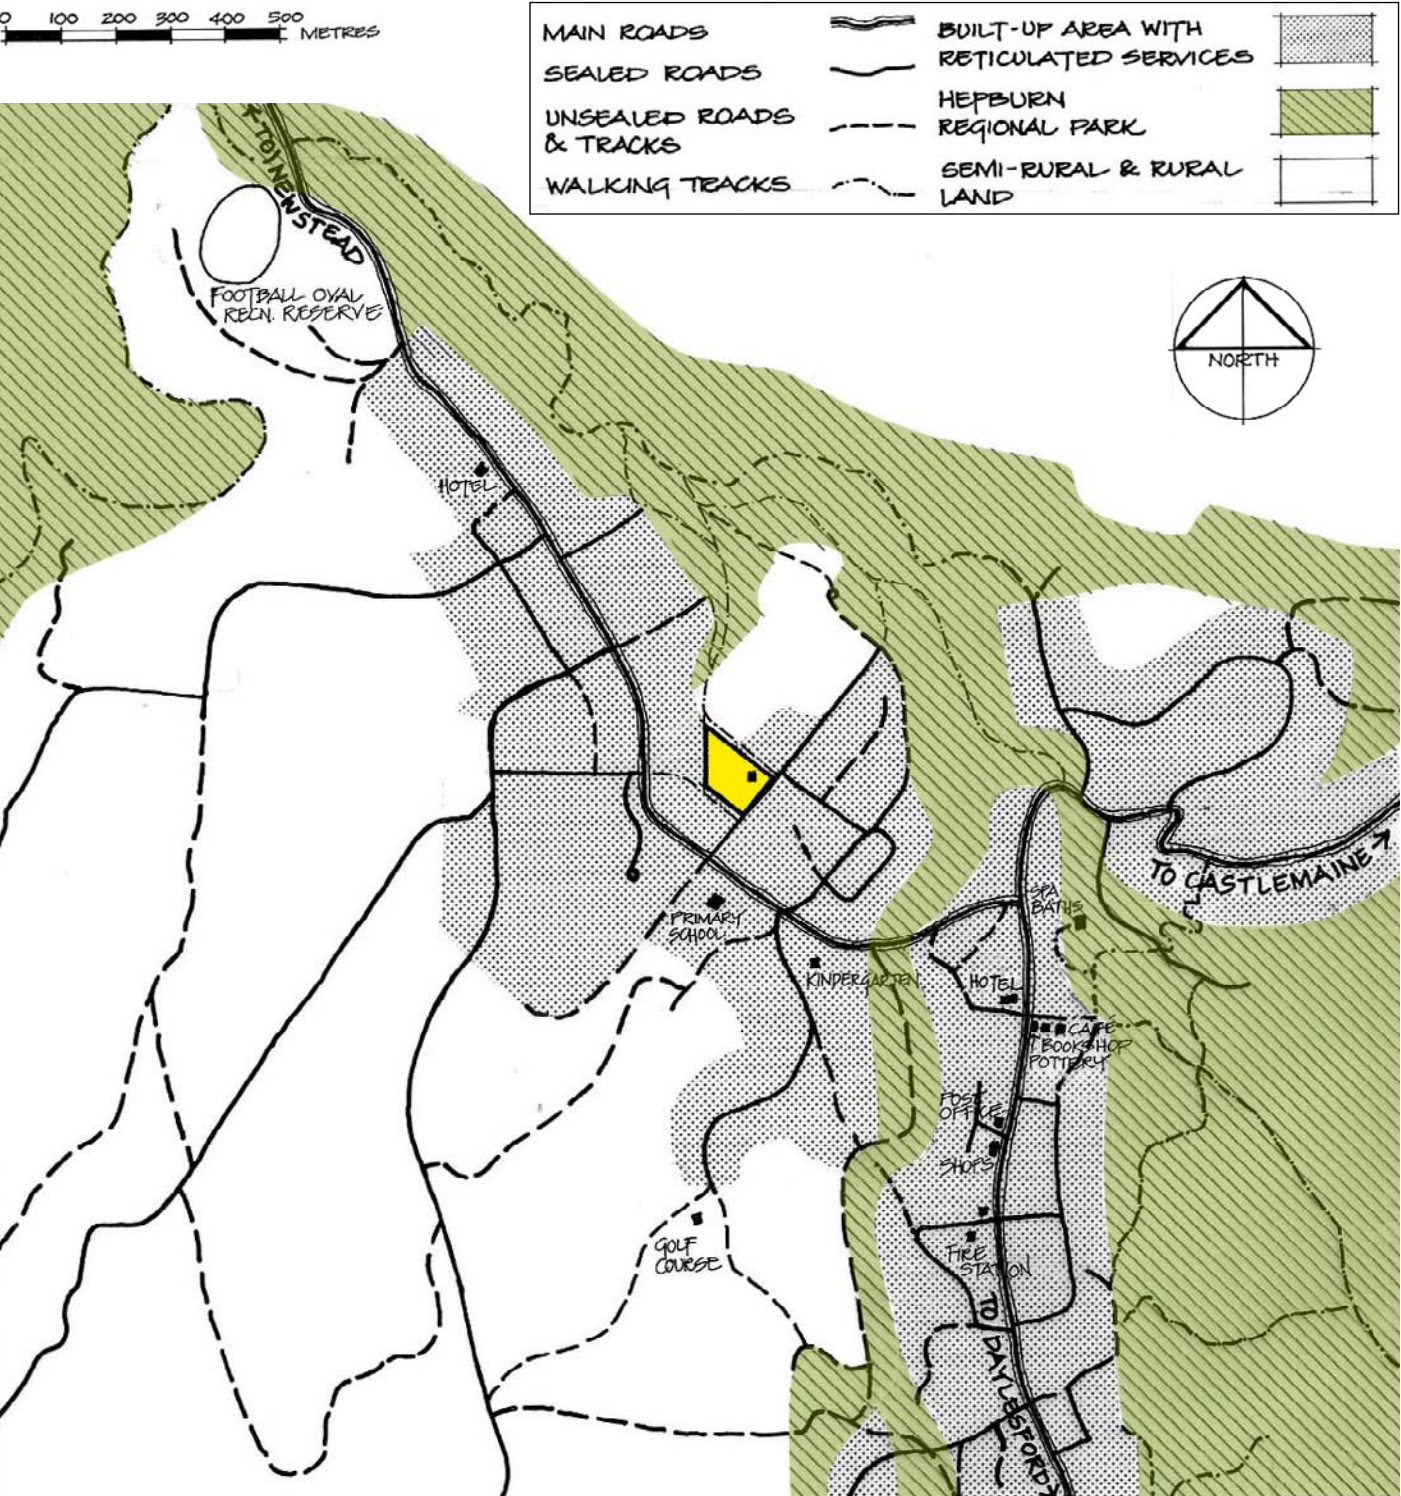 0 100 200 300 400 500
METRES
MAIN ROADS
SEALED ROADS
UNSEALED ROADS
& TRACKS
WALKING TRACKS
BUILT-UP AREA WITH
RETICULATED SERVICES
HEPBURN
REGIONAL PARK
SEMI-RURAL & RURAL
LAND
← TO NEWSTEAD
FOOTBALL OVAL
RECN. RESERVE
NORTH
HOTEL
TO CASTLEMAINE →
SPA
BATHS
PRIMARY
SCHOOL
KINDERGARTEN
HOTEL
CAFE
BOOKSHOP
POTTERY
POST
OFFICE
SHOPS
GOLF
COURSE
FIRE
STATION
TO DAYLESFORD →